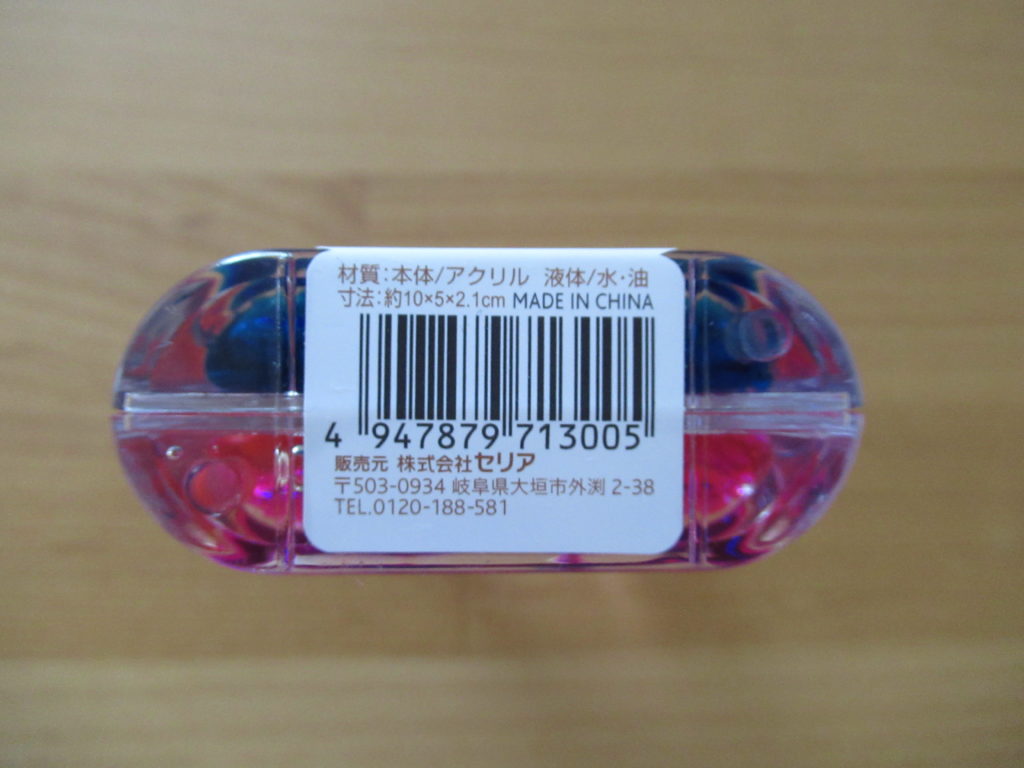 材質:本体/アクリル 液体/水・油
寸法:約10×5×2.1cm MADE IN CHINA
4 947879 713005
販売元 株式会社セリア
〒503-0934 岐阜県大垣市外渕 2-38
TEL.0120-188-581